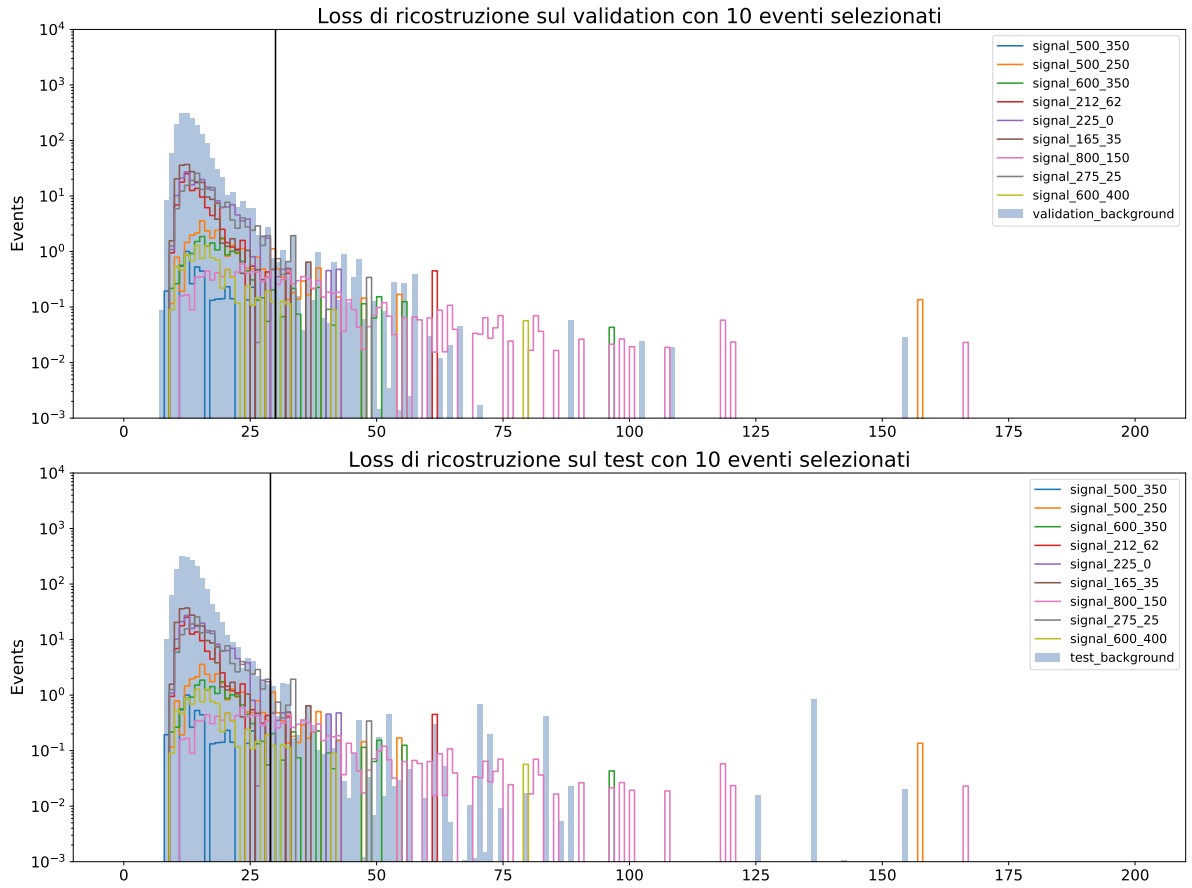 Loss di ricostruzione sul validation con 10 eventi selezionati
10^4
10^3
10^2
10^1
10^0
10^-1
10^-2
10^-3
Events
signal_500_350
signal_500_250
signal_600_350
signal_212_62
signal_225_0
signal_165_35
signal_800_150
signal_275_25
signal_600_400
validation_background
0 25 50 75 100 125 150 175 200
Loss di ricostruzione sul test con 10 eventi selezionati
10^4
10^3
10^2
10^1
10^0
10^-1
10^-2
10^-3
Events
signal_500_350
signal_500_250
signal_600_350
signal_212_62
signal_225_0
signal_165_35
signal_800_150
signal_275_25
signal_600_400
test_background
0 25 50 75 100 125 150 175 200